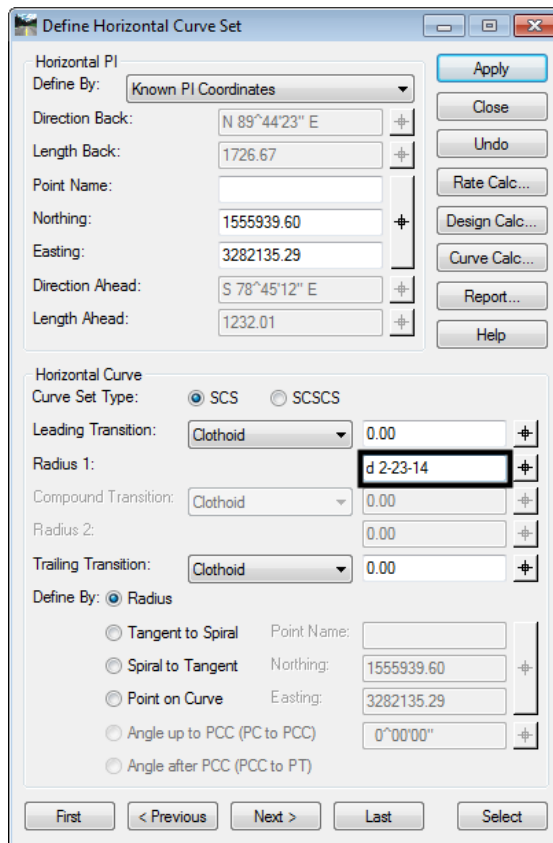 Define Horizontal Curve Set
Horizontal PI
Define By: Known PI Coordinates
Direction Back: N 89^44'23" E
Length Back: 1726.67
Point Name:
Northing: 1555939.60
Easting: 3282135.29
Direction Ahead: S 78^45'12" E
Length Ahead: 1232.01
Apply
Close
Undo
Rate Calc...
Design Calc...
Curve Calc...
Report...
Help
Horizontal Curve
Curve Set Type: SCS SCSCS
Leading Transition: Clothoid 0.00
Radius 1: d 2-23-14
Compound Transition: Clothoid 0.00
Radius 2: 0.00
Trailing Transition: Clothoid 0.00
Define By: Radius
Tangent to Spiral Point Name:
Spiral to Tangent Northing: 1555939.60
Point on Curve Easting: 3282135.29
Angle up to PCC (PC to PCC) 0^00'00"
Angle after PCC (PCC to PT)
First < Previous Next > Last Select